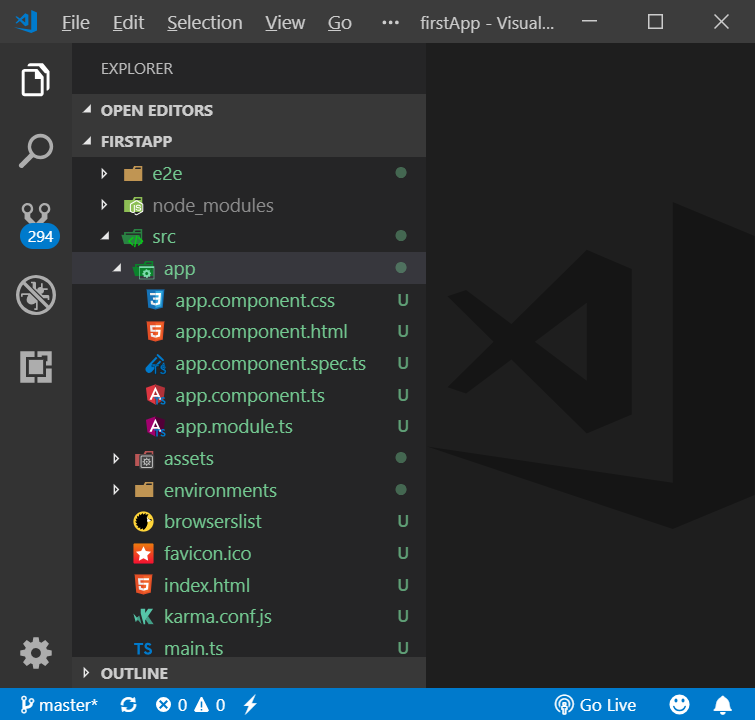 File Edit Selection View Go ··· firstApp - Visual...
EXPLORER
OPEN EDITORS
FIRSTAPP
e2e
node_modules
src
294
app
app.component.css U
app.component.html U
app.component.spec.ts U
app.component.ts U
app.module.ts U
assets
environments
browserslist U
favicon.ico U
index.html U
karma.conf.js U
TS main.ts U
OUTLINE
master* 0 0 Go Live